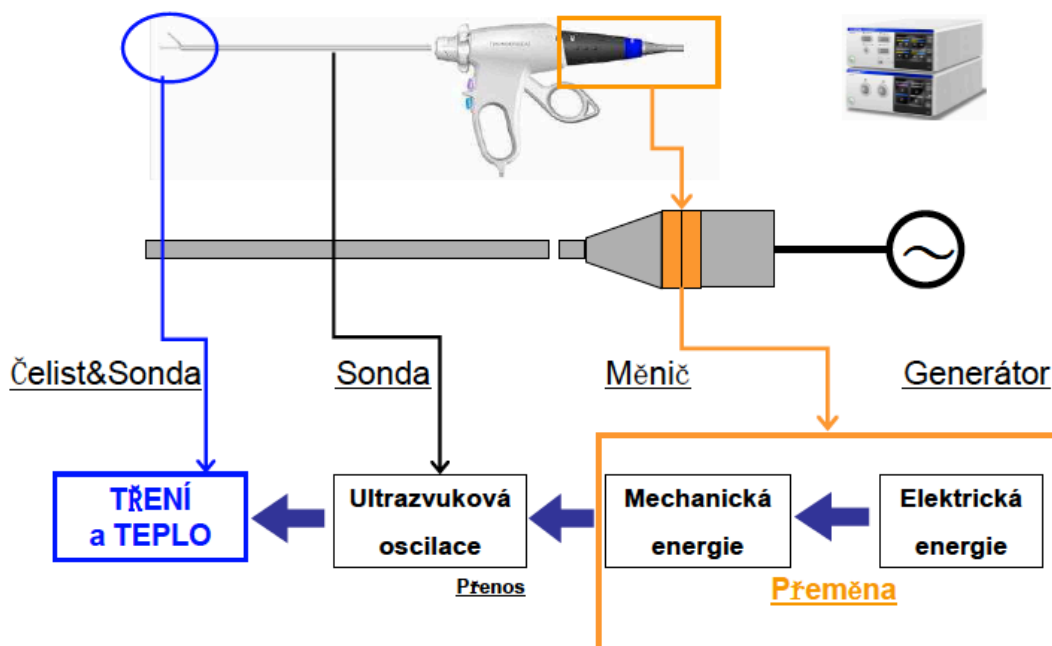 Čelist&Sonda
Sonda
Měnič
Generátor
TŘENÍ
a TEPLO
Ultrazvuková
oscilace
Přenos
Mechanická
energie
Elektrická
energie
Přeměna